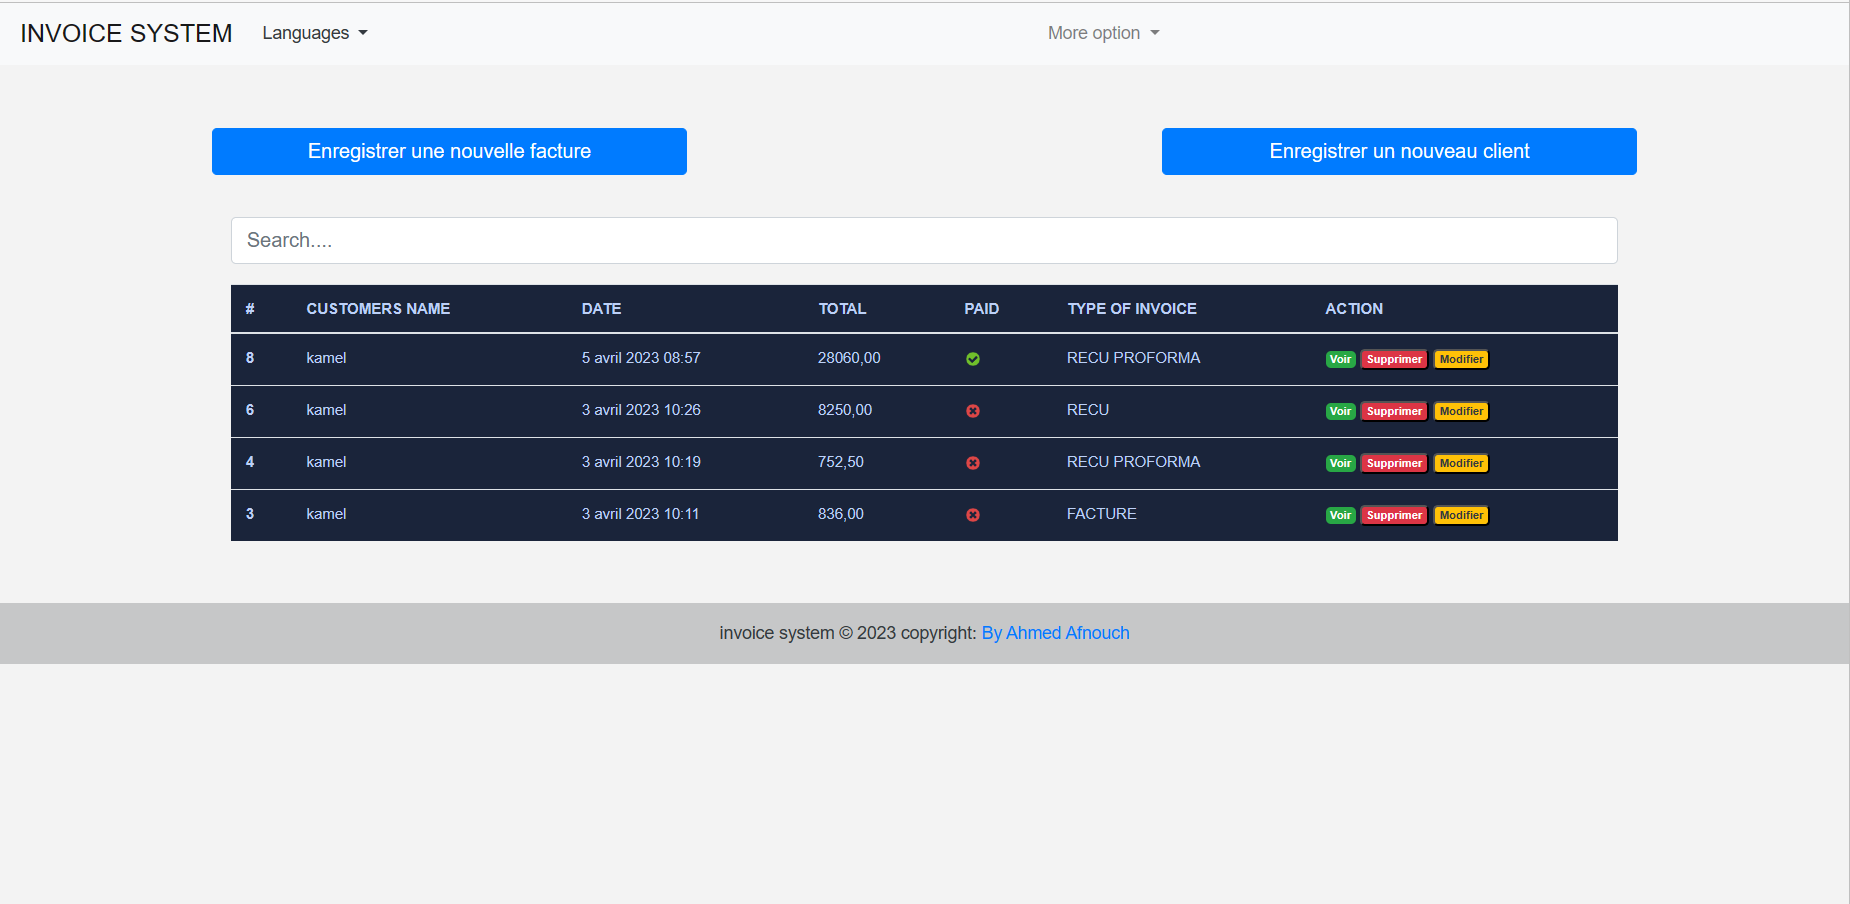 INVOICE SYSTEM Languages More option
Enregistrer une nouvelle facture Enregistrer un nouveau client
Search....
# CUSTOMERS NAME DATE TOTAL PAID TYPE OF INVOICE ACTION
8 kamel 5 avril 2023 08:57 28060,00 RECU PROFORMA Voir Supprimer Modifier
6 kamel 3 avril 2023 10:26 8250,00 RECU Voir Supprimer Modifier
4 kamel 3 avril 2023 10:19 752,50 RECU PROFORMA Voir Supprimer Modifier
3 kamel 3 avril 2023 10:11 836,00 FACTURE Voir Supprimer Modifier
invoice system © 2023 copyright: By Ahmed Afnouch